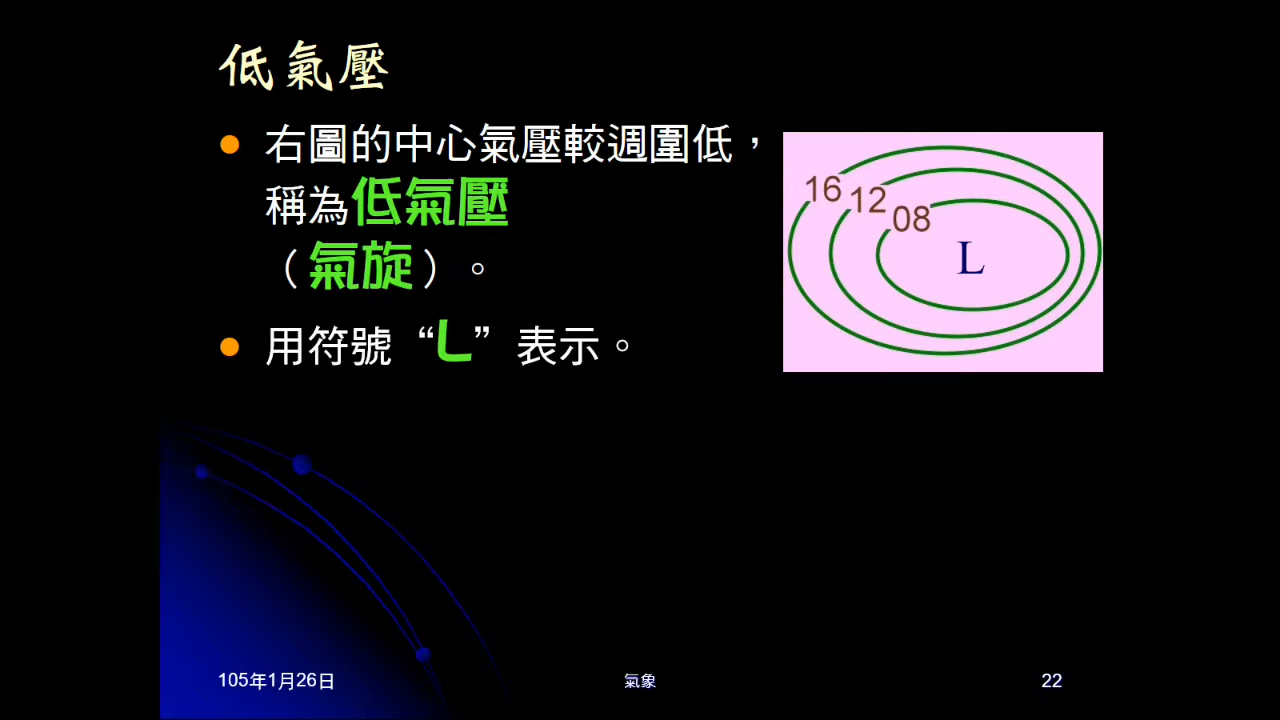 低氣壓
右圖的中心氣壓較週圍低，
稱為低氣壓
（氣旋）。
用符號“L”表示。
16
12
08
L
105年1月26日
氣象
22